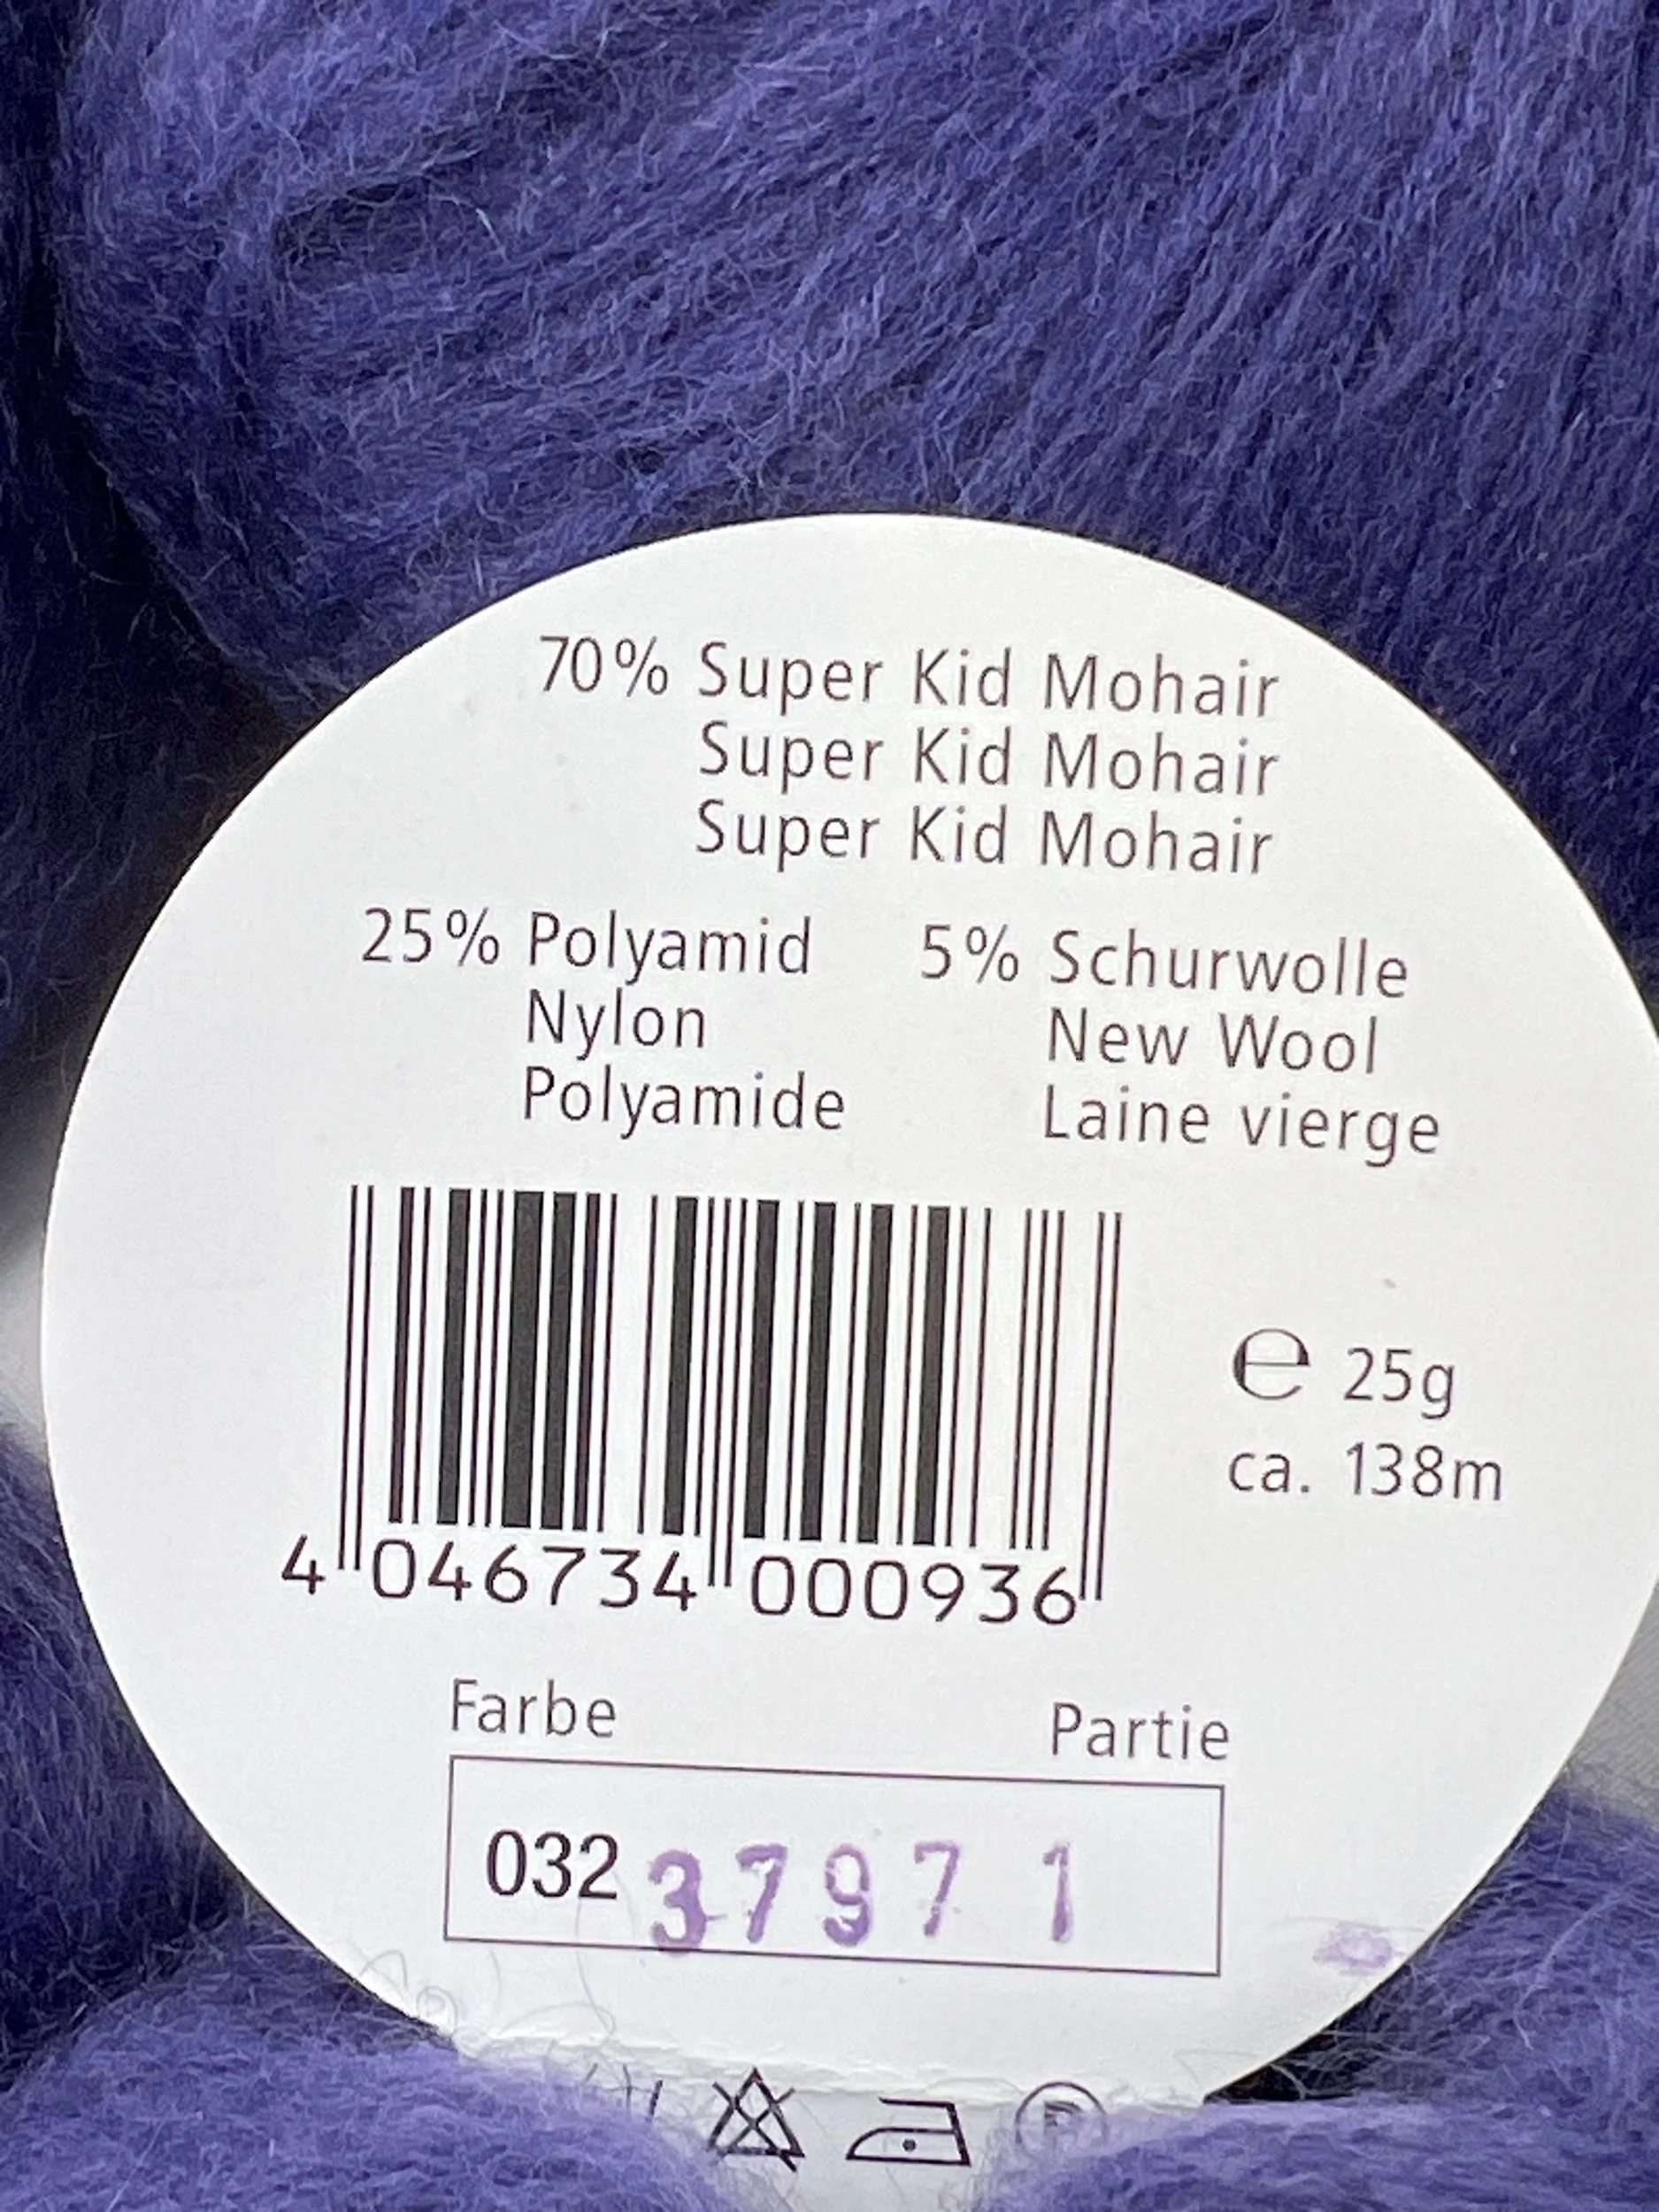 70% Super Kid Mohair
Super Kid Mohair
Super Kid Mohair
25% Polyamid 5% Schurwolle
Nylon New Wool
Polyamide Laine vierge
℮ 25g
ca. 138m
4 046734 000936
Farbe Partie
032 37971
P